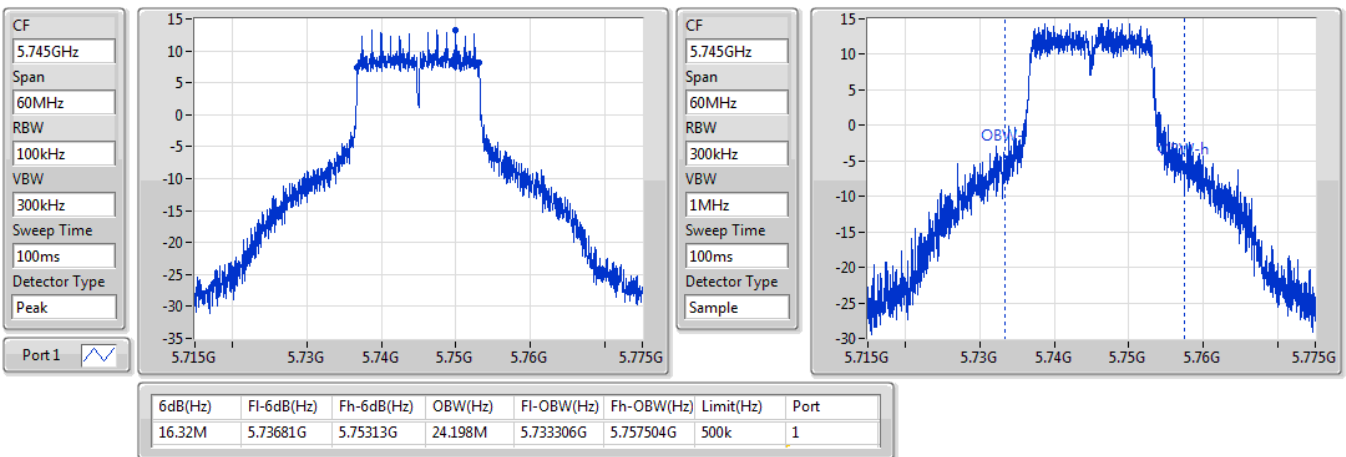 CF
5.745GHz
Span
60MHz
RBW
100kHz
VBW
300kHz
Sweep Time
100ms
Detector Type
Peak
Port 1
15
10
5
0
-5
-10
-15
-20
-25
-30
-35
5.715G 5.73G 5.74G 5.75G 5.76G 5.775G
CF
5.745GHz
Span
60MHz
RBW
300kHz
VBW
1MHz
Sweep Time
100ms
Detector Type
Sample
15
10
5
0
-5
-10
-15
-20
-25
-30
5.715G 5.73G 5.74G 5.75G 5.76G 5.775G
6dB(Hz) Fl-6dB(Hz) Fh-6dB(Hz) OBW(Hz) Fl-OBW(Hz) Fh-OBW(Hz) Limit(Hz) Port
16.32M 5.73681G 5.75313G 24.198M 5.733306G 5.757504G 500k 1